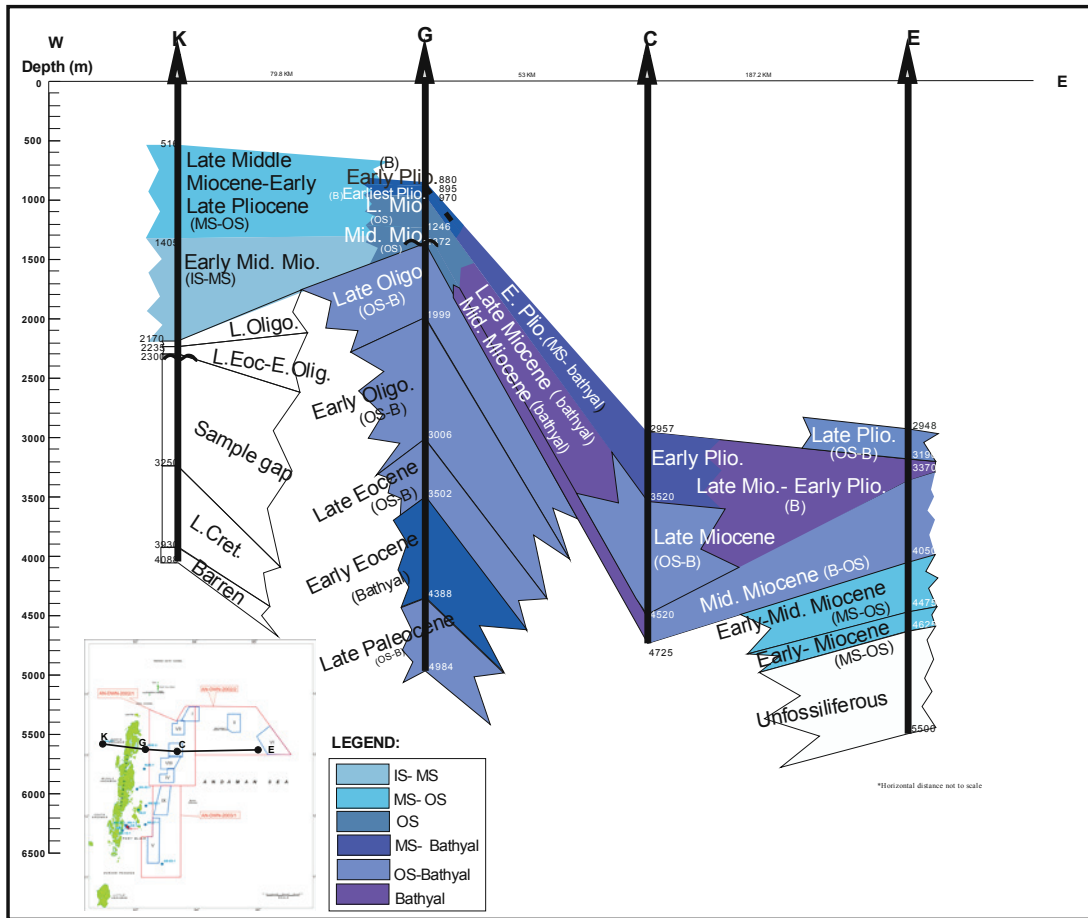 W
K
G
C
E
Depth (m)
79.8 KM
53 KM
187.2 KM
E
0
500
1000
1500
2000
2500
3000
3500
4000
4500
5000
5500
6000
6500
516
Late Middle
Miocene-Early
Late Pliocene
(MS-OS)
1405
Early Mid. Mio.
(IS-MS)
2170
2235
2300
L.Oligo.
L.Eoc-E.Olig.
Sample gap
3250
L.Cret.
3930
Barren
4088
(B)
Early Plio.
880
895
(B)Earliest Plio.
970
L. Mio
(OS)
1246
Mid. Mio
(OS)
Late Oligo
(OS-B)
1999
Early Oligo.
(OS-B)
3006
Late Eocene
(OS-B)
3502
Early Eocene
(Bathyal)
4388
Late Paleocene
(OS-B)
4984
E. Plio.(MS- bathyal)
Late Miocene ( bathyal)
Mid. Miocene (bathyal)
2957
Early Plio.
3520
Late Miocene
(OS-B)
4520
4725
2948
Late Plio.
(OS-B)
3370
Late Mio.- Early Plio.
(B)
Mid. Miocene (B-OS)
4050
Early-Mid. Miocene
(MS-OS)
4475
4625
Early- Miocene
(MS-OS)
Unfossiliferous
5500
*Horizontal distance not to scale
K
G
C
E
ANDAMAN SEA
LEGEND:
IS- MS
MS- OS
OS
MS- Bathyal
OS-Bathyal
Bathyal